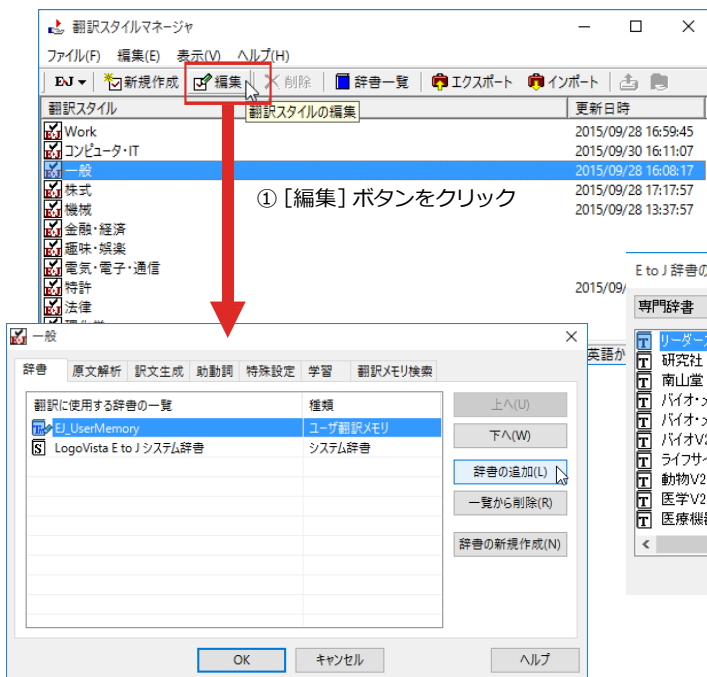 翻訳スタイルマネージャ
ファイル(F) 編集(E) 表示(V) ヘルプ(H)
EJ 新規作成 編集 削除 辞書一覧 エクスポート インポート
翻訳スタイル 更新日時
翻訳スタイルの編集
Work 2015/09/28 16:59:45
コンピュータ・IT 2015/09/30 16:11:07
一般 2015/09/28 16:08:17
株式 2015/09/28 17:17:57
機械 2015/09/28 13:37:57
① [編集] ボタンをクリック
金融・経済
趣味・娯楽
電気・電子・通信
特許 2015/09/
法律
英語か
E to J 辞書の
専門辞書
リーダー
研究社
南山堂
バイオ・
バイオ・
バイオV2
ライフサ
動物V2
医学V2
医療機
一般
辞書 原文解析 訳文生成 助動詞 特殊設定 学習 翻訳メモリ検索
翻訳に使用する辞書の一覧 種類
EJ_UserMemory ユーザ翻訳メモリ
LogoVista E to J システム辞書 システム辞書
上へ(U)
下へ(W)
辞書の追加(L)
一覧から削除(R)
辞書の新規作成(N)
OK キャンセル ヘルプ